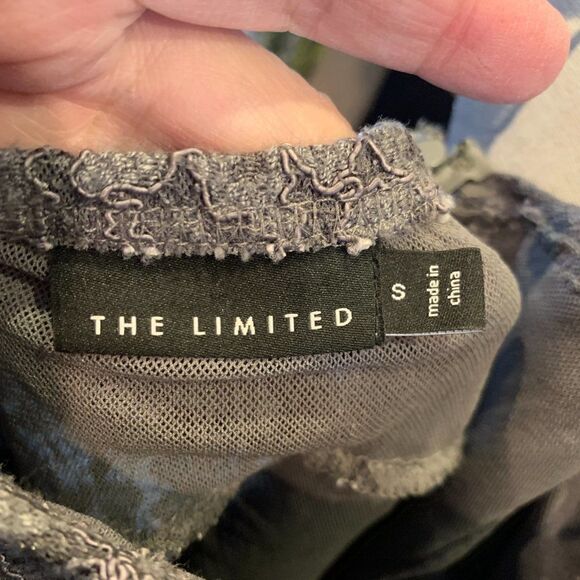 THE LIMITED
S
made in
china